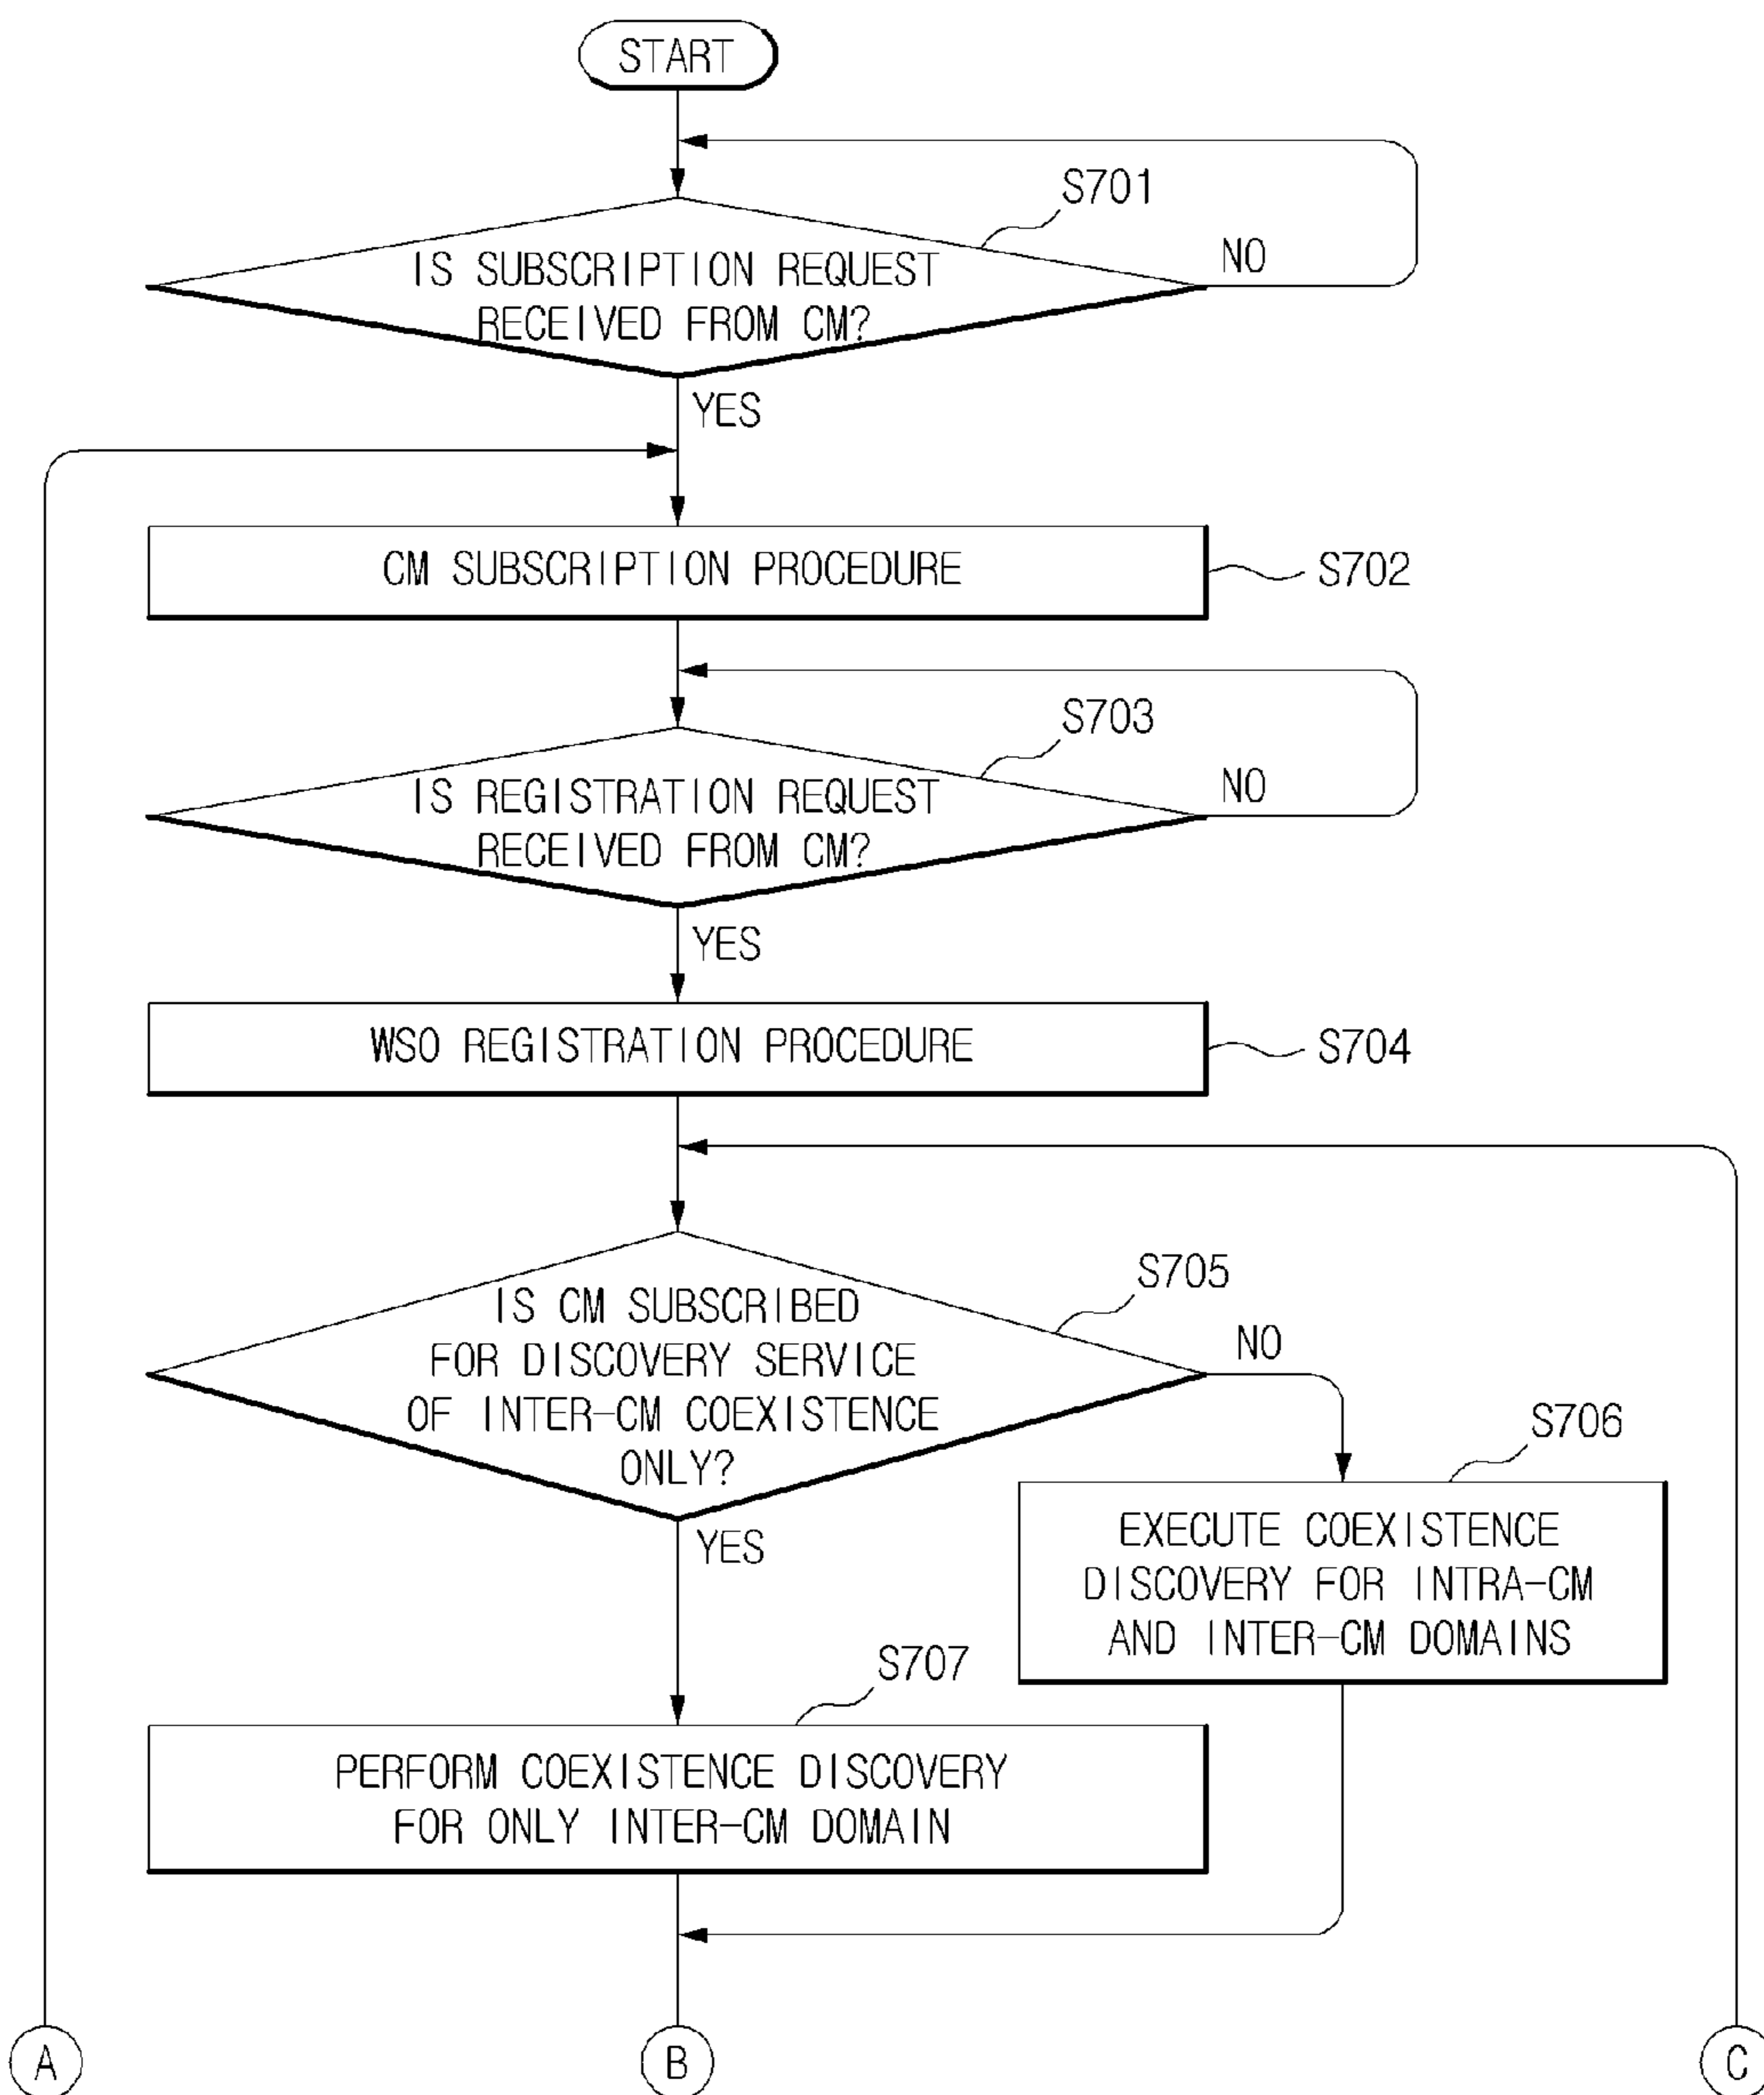 START
S701
IS SUBSCRIPTION REQUEST
RECEIVED FROM CM?
NO
YES
CM SUBSCRIPTION PROCEDURE
S702
S703
IS REGISTRATION REQUEST
RECEIVED FROM CM?
NO
YES
WSO REGISTRATION PROCEDURE
S704
S705
IS CM SUBSCRIBED
FOR DISCOVERY SERVICE
OF INTER-CM COEXISTENCE
ONLY?
NO
YES
S706
EXECUTE COEXISTENCE
DISCOVERY FOR INTRA-CM
AND INTER-CM DOMAINS
S707
PERFORM COEXISTENCE DISCOVERY
FOR ONLY INTER-CM DOMAIN
A
B
C